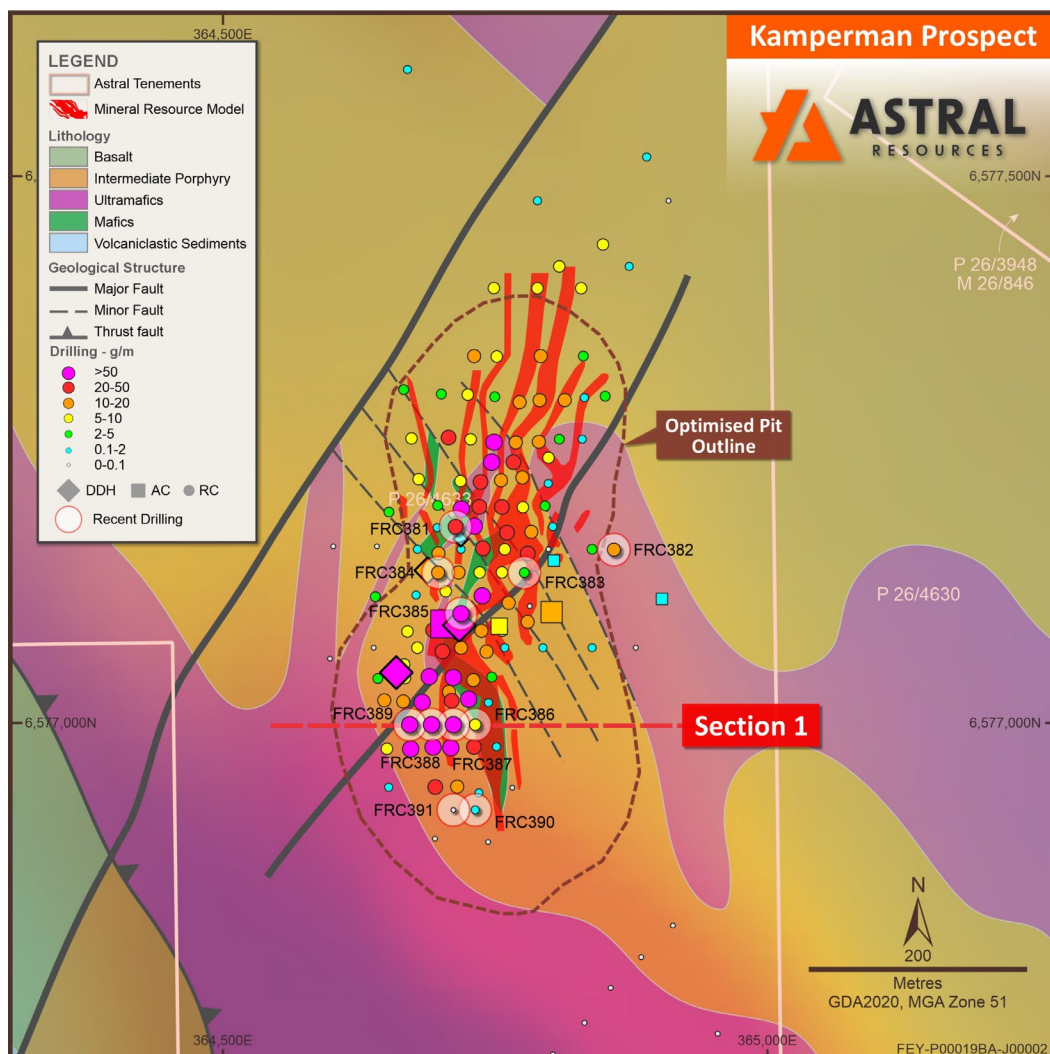 364,500E
Kamperman Prospect
ASTRAL
RESOURCES
LEGEND
Astral Tenements
Mineral Resource Model
Lithology
Basalt
Intermediate Porphyry
Ultramafics
Mafics
Volcaniclastic Sediments
Geological Structure
Major Fault
Minor Fault
Thrust fault
Drilling - g/m
>50
20-50
10-20
5-10
2-5
0.1-2
0-0.1
DDH
AC
RC
Recent Drilling
6,577,500N
P 26/3948
M 26/846
Optimised Pit
Outline
P 26/4633
FRC381
FRC382
FRC384
FRC383
FRC385
P 26/4630
FRC389
FRC386
6,577,000N
6,577,000N
Section 1
FRC388
FRC387
FRC391
FRC390
N
200
Metres
GDA2020, MGA Zone 51
364,500E
365,000E
FEY-P00019BA-J00002